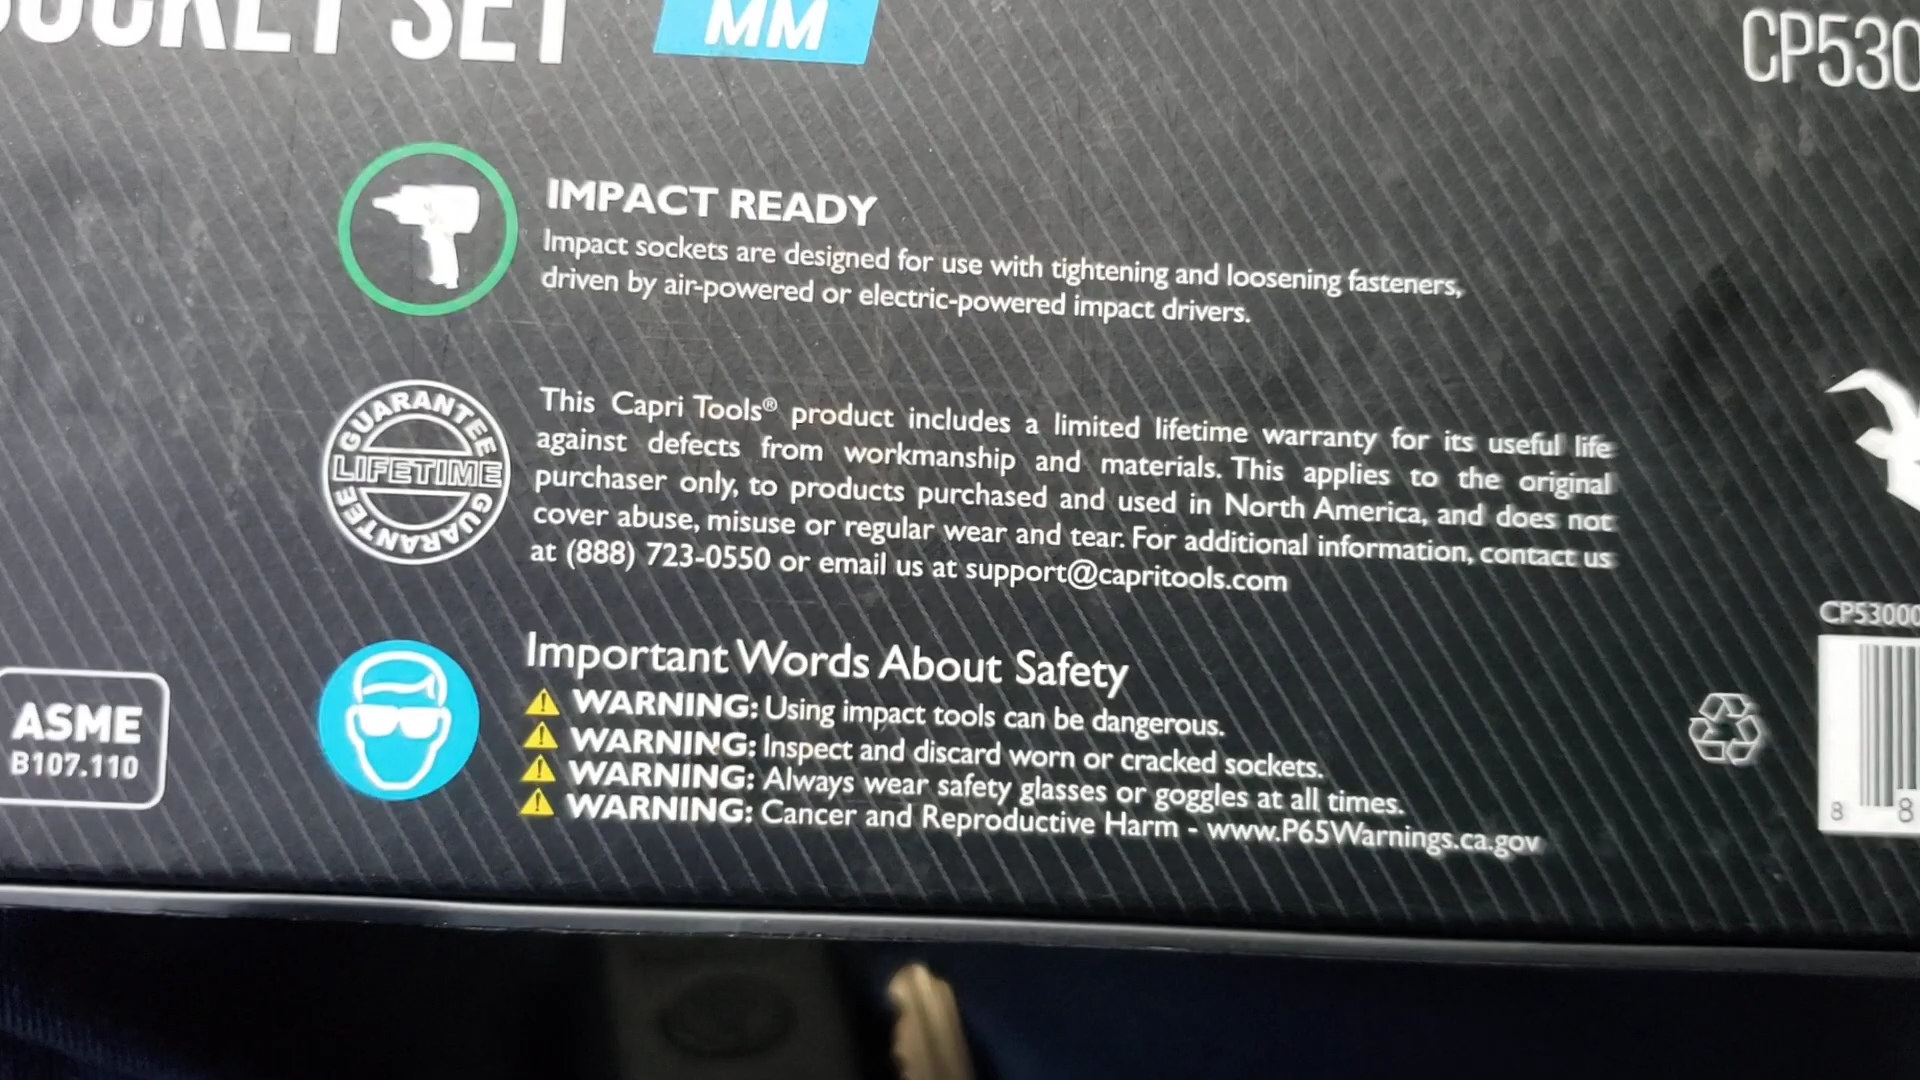 SOCKET SET MM
CP530
IMPACT READY
Impact sockets are designed for use with tightening and loosening fasteners,
driven by air-powered or electric-powered impact drivers.
GUARANTEE
LIFETIME
GUARANTEE
This Capri Tools® product includes a limited lifetime warranty for its useful life
against defects from workmanship and materials. This applies to the original
purchaser only, to products purchased and used in North America, and does not
cover abuse, misuse or regular wear and tear. For additional information, contact us
at (888) 723-0550 or email us at support@capritools.com
CP53000
ASME
B107.110
Important Words About Safety
WARNING: Using impact tools can be dangerous.
WARNING: Inspect and discard worn or cracked sockets.
WARNING: Always wear safety glasses or goggles at all times.
WARNING: Cancer and Reproductive Harm - www.P65Warnings.ca.gov
8 8